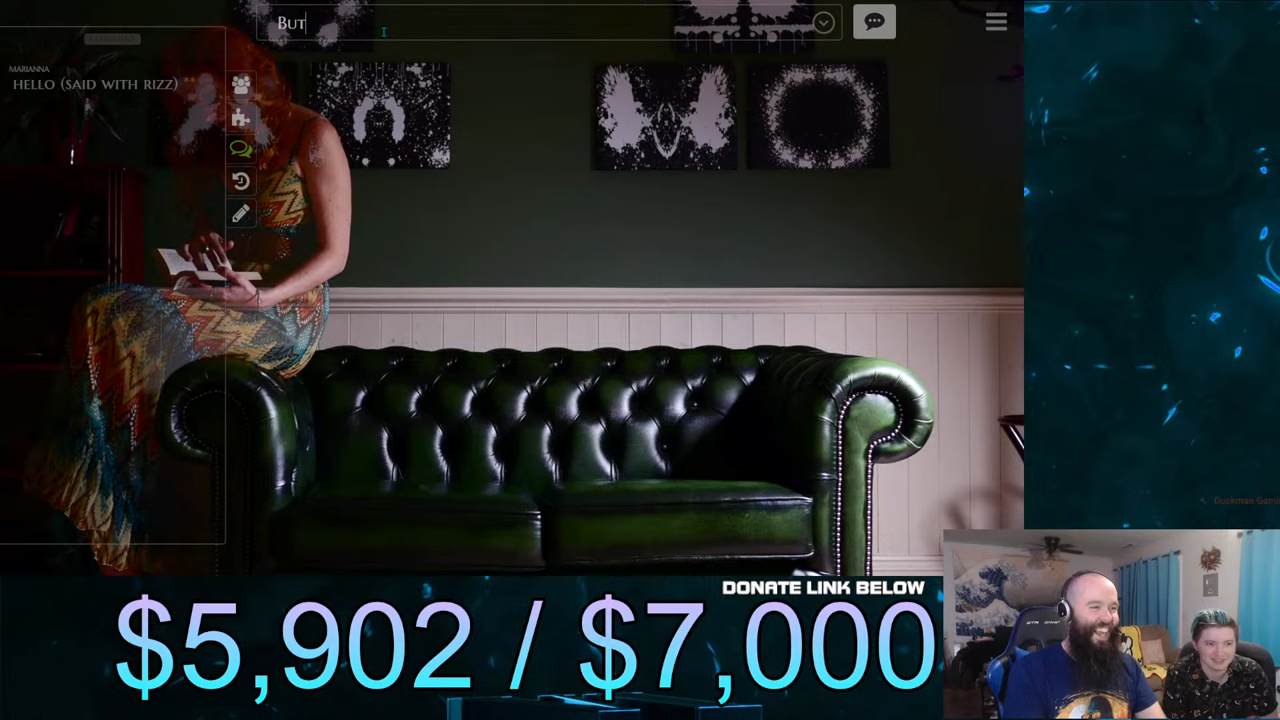 But
MARIANNA
HELLO (SAID WITH RIZZ)
DONATE LINK BELOW
$5,902 / $7,000